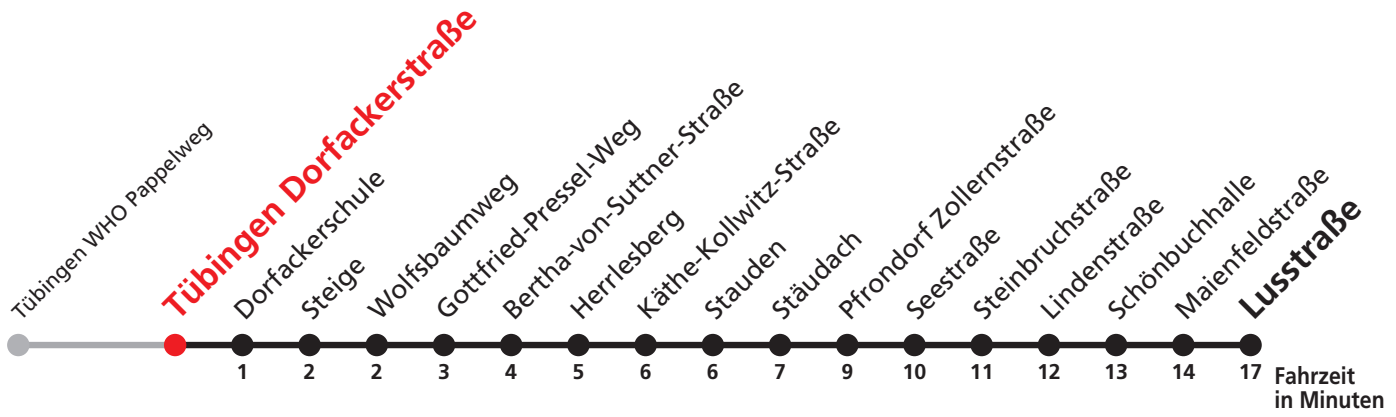 Tübingen WHO Pappelweg
Tübingen Dorfackerstraße
Dorfackerschule
Steige
Wolfsbaumweg
Gottfried-Pressel-Weg
Bertha-von-Suttner-Straße
Herrlesberg
Käthe-Kollwitz-Straße
Stauden
Stäudach
Pfrondorf Zollernstraße
Seestraße
Steinbruchstraße
Lindenstraße
Schönbuchhalle
Maienfeldstraße
Lusstraße
1 2 2 3 4 5 6 6 7 9 10 11 12 13 14 17
Fahrzeit
in Minuten